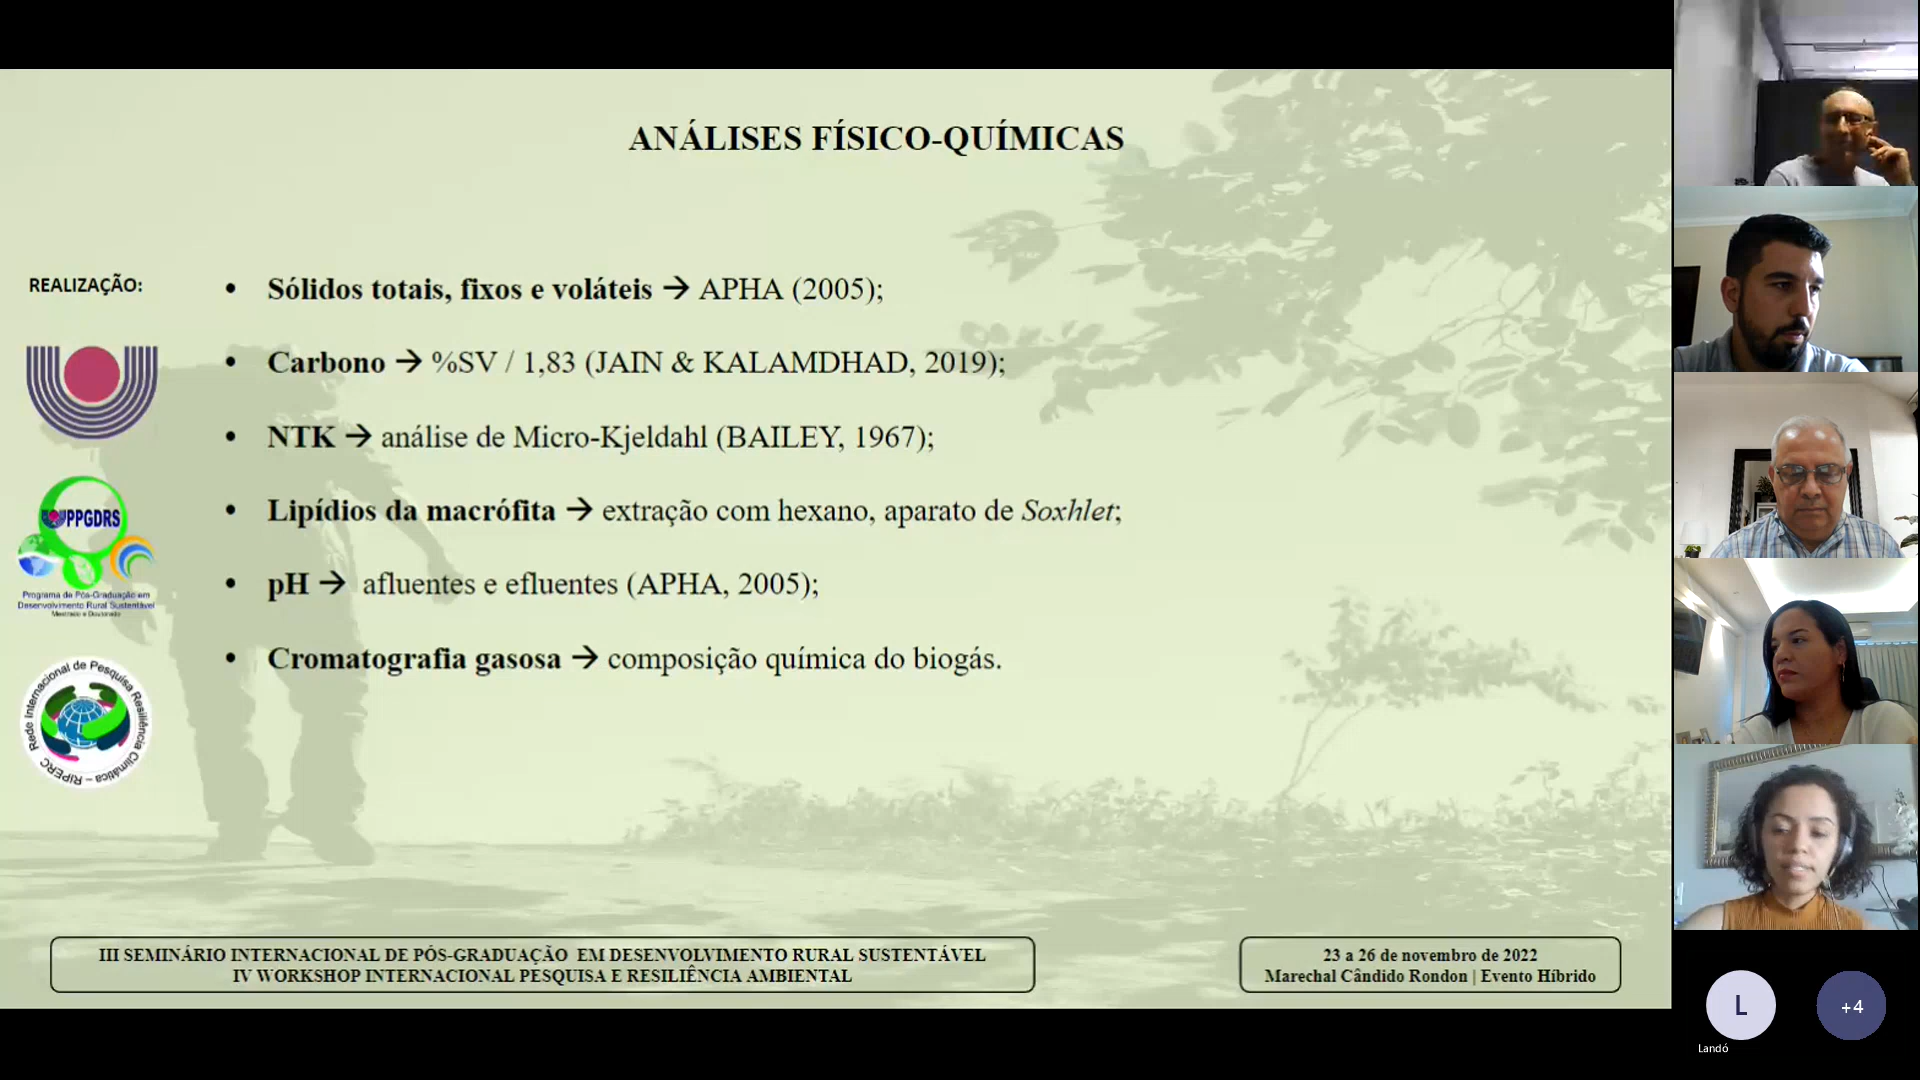 ANÁLISES FÍSICO-QUÍMICAS
REALIZAÇÃO:
• Sólidos totais, fixos e voláteis → APHA (2005);
• Carbono → %SV / 1,83 (JAIN & KALAMDHAD, 2019);
• NTK → análise de Micro-Kjeldahl (BAILEY, 1967);
• Lipídios da macrófita → extração com hexano, aparato de Soxhlet;
• pH → afluentes e efluentes (APHA, 2005);
• Cromatografia gasosa → composição química do biogás.
PPGDRS
Programa de Pós-Graduação em
Desenvolvimento Rural Sustentável
Mestrado e Doutorado
Rede Internacional de Pesquisa Resiliência Climática – RIPERC
III SEMINÁRIO INTERNACIONAL DE PÓS-GRADUAÇÃO EM DESENVOLVIMENTO RURAL SUSTENTÁVEL
IV WORKSHOP INTERNACIONAL PESQUISA E RESILIÊNCIA AMBIENTAL
23 a 26 de novembro de 2022
Marechal Cândido Rondon | Evento Híbrido
L
+4
Landó